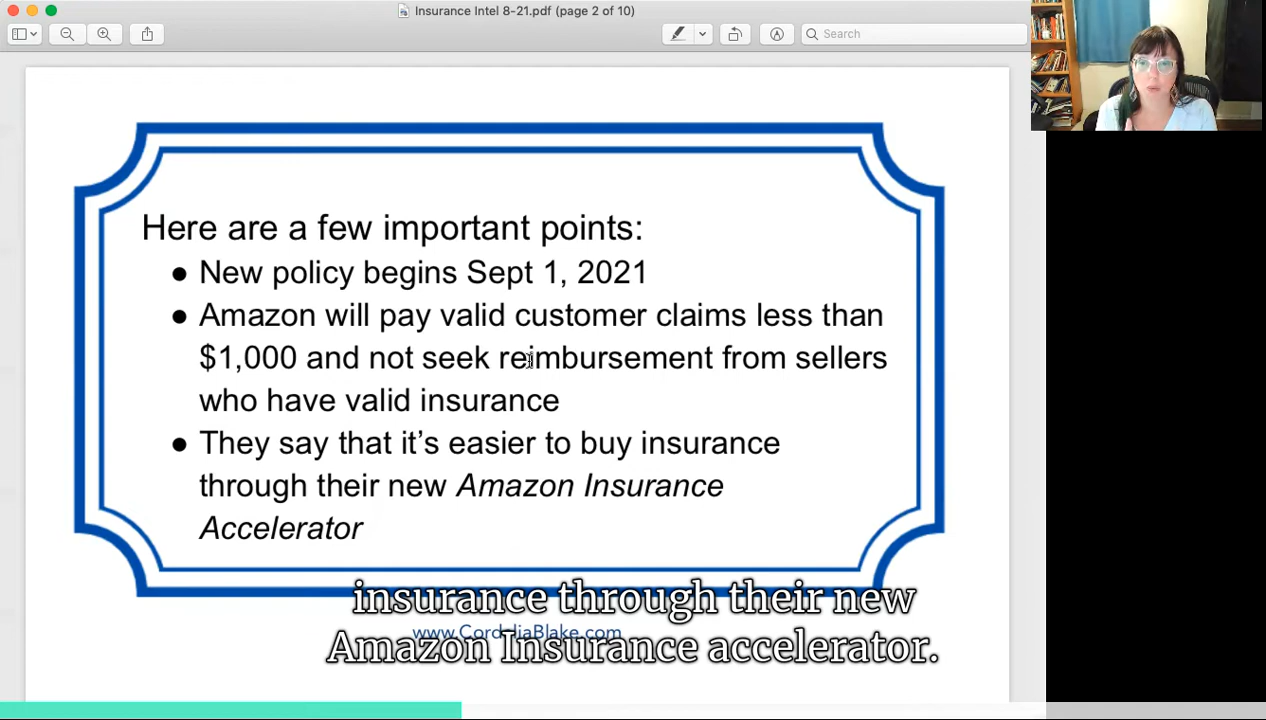 Insurance Intel 8-21.pdf (page 2 of 10)
Search
Here are a few important points:
● New policy begins Sept 1, 2021
● Amazon will pay valid customer claims less than
$1,000 and not seek reimbursement from sellers
who have valid insurance
● They say that it's easier to buy insurance
through their new Amazon Insurance
Accelerator
www.CordeliaBlake.com
insurance through their new
Amazon Insurance accelerator.